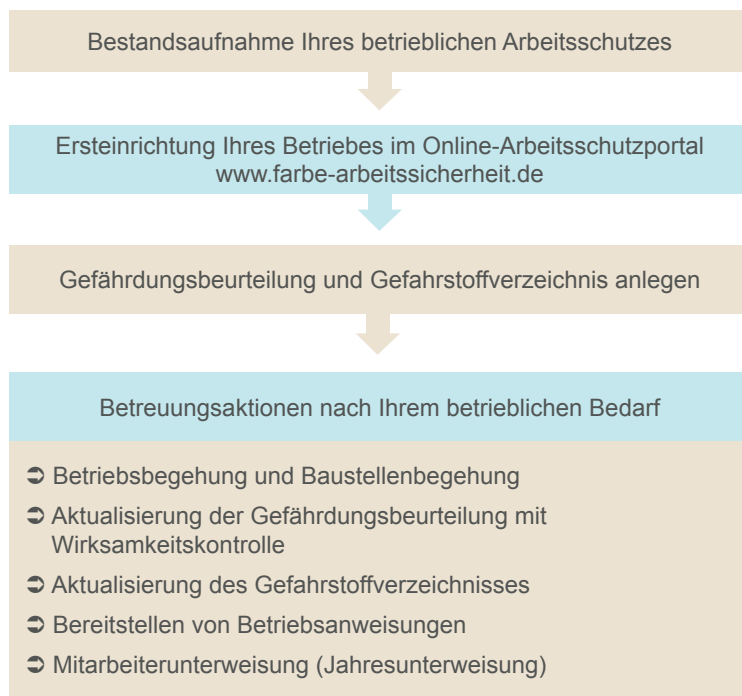 Bestandsaufnahme Ihres betrieblichen Arbeitsschutzes
Ersteinrichtung Ihres Betriebes im Online-Arbeitsschutzportal
www.farbe-arbeitssicherheit.de
Gefährdungsbeurteilung und Gefahrstoffverzeichnis anlegen
Betreuungsaktionen nach Ihrem betrieblichen Bedarf
➲ Betriebsbegehung und Baustellenbegehung
➲ Aktualisierung der Gefährdungsbeurteilung mit
Wirksamkeitskontrolle
➲ Aktualisierung des Gefahrstoffverzeichnisses
➲ Bereitstellen von Betriebsanweisungen
➲ Mitarbeiterunterweisung (Jahresunterweisung)